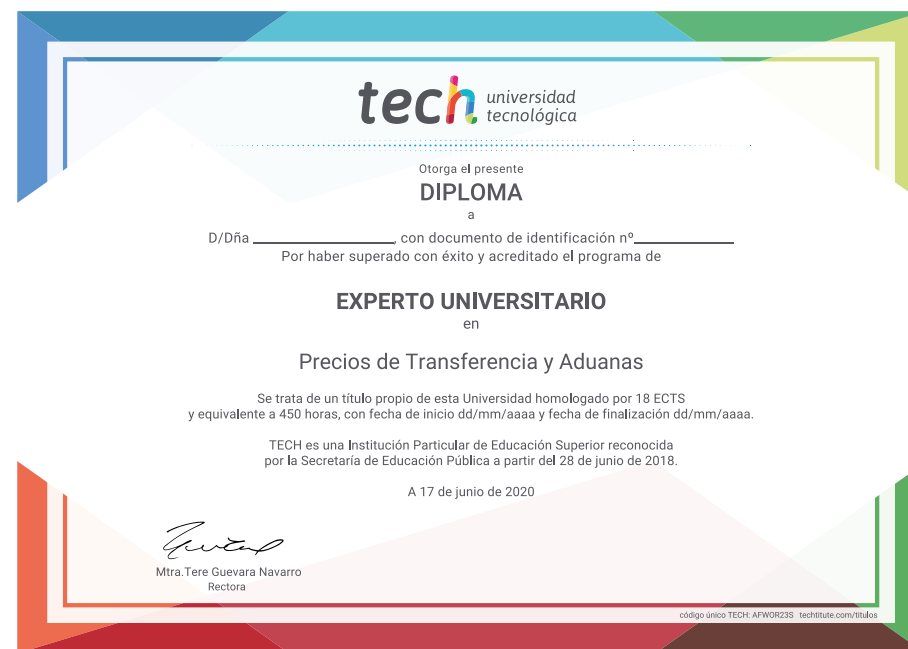 tech universidad
tecnológica
Otorga el presente
DIPLOMA
a
D/Dña ____________, con documento de identificación nº____________
Por haber superado con éxito y acreditado el programa de
EXPERTO UNIVERSITARIO
en
Precios de Transferencia y Aduanas
Se trata de un título propio de esta Universidad homologado por 18 ECTS
y equivalente a 450 horas, con fecha de inicio dd/mm/aaaa y fecha de finalización dd/mm/aaaa.
TECH es una Institución Particular de Educación Superior reconocida
por la Secretaría de Educación Pública a partir del 28 de junio de 2018.
A 17 de junio de 2020
Mtra.Tere Guevara Navarro
Rectora
código único TECH: AFWOR23S techtitute.com/titulos